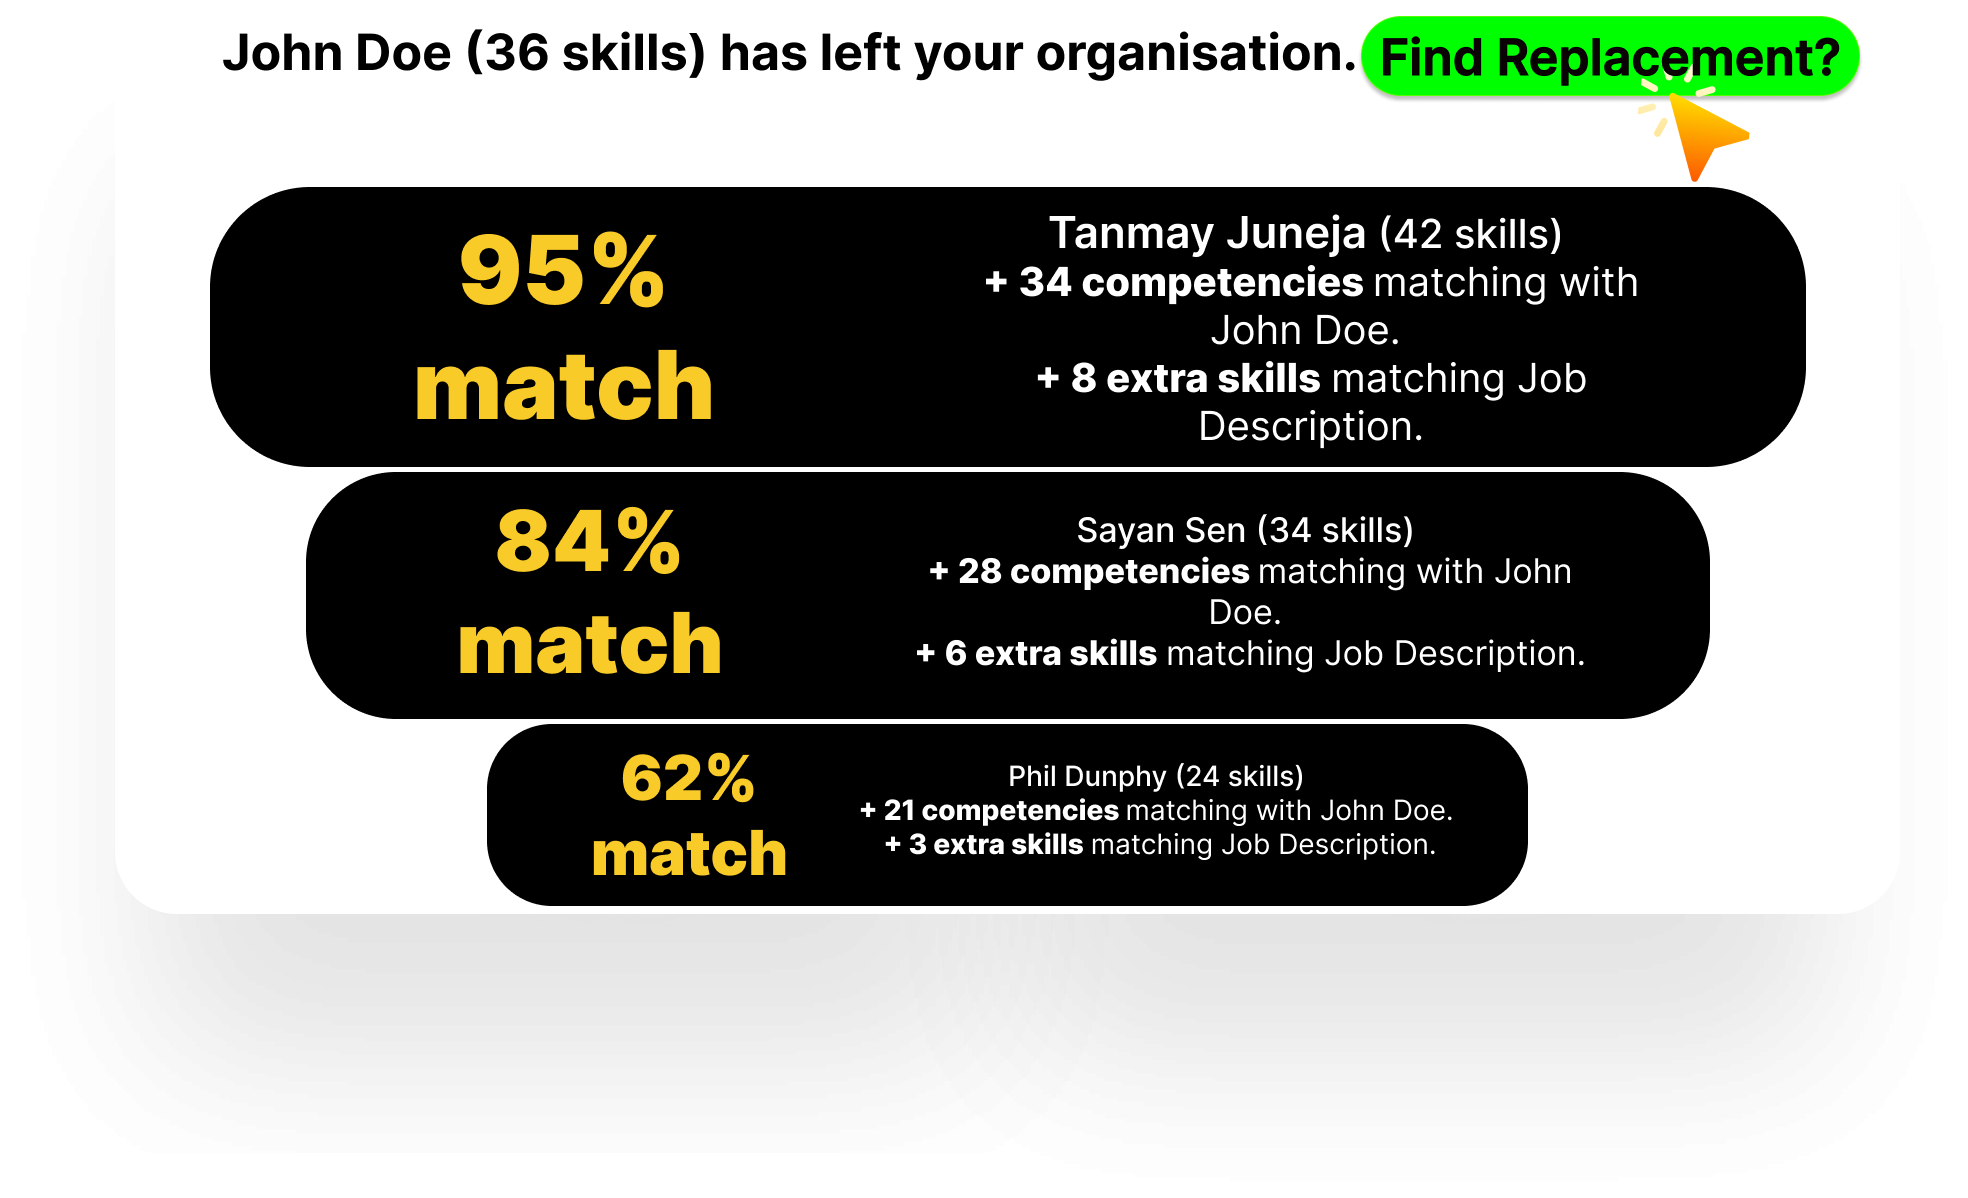 John Doe (36 skills) has left your organisation. Find Replacement?
95%
match
Tanmay Juneja (42 skills)
+ 34 competencies matching with
John Doe.
+ 8 extra skills matching Job
Description.
84%
match
Sayan Sen (34 skills)
+ 28 competencies matching with John
Doe.
+ 6 extra skills matching Job Description.
62%
match
Phil Dunphy (24 skills)
+ 21 competencies matching with John Doe.
+ 3 extra skills matching Job Description.